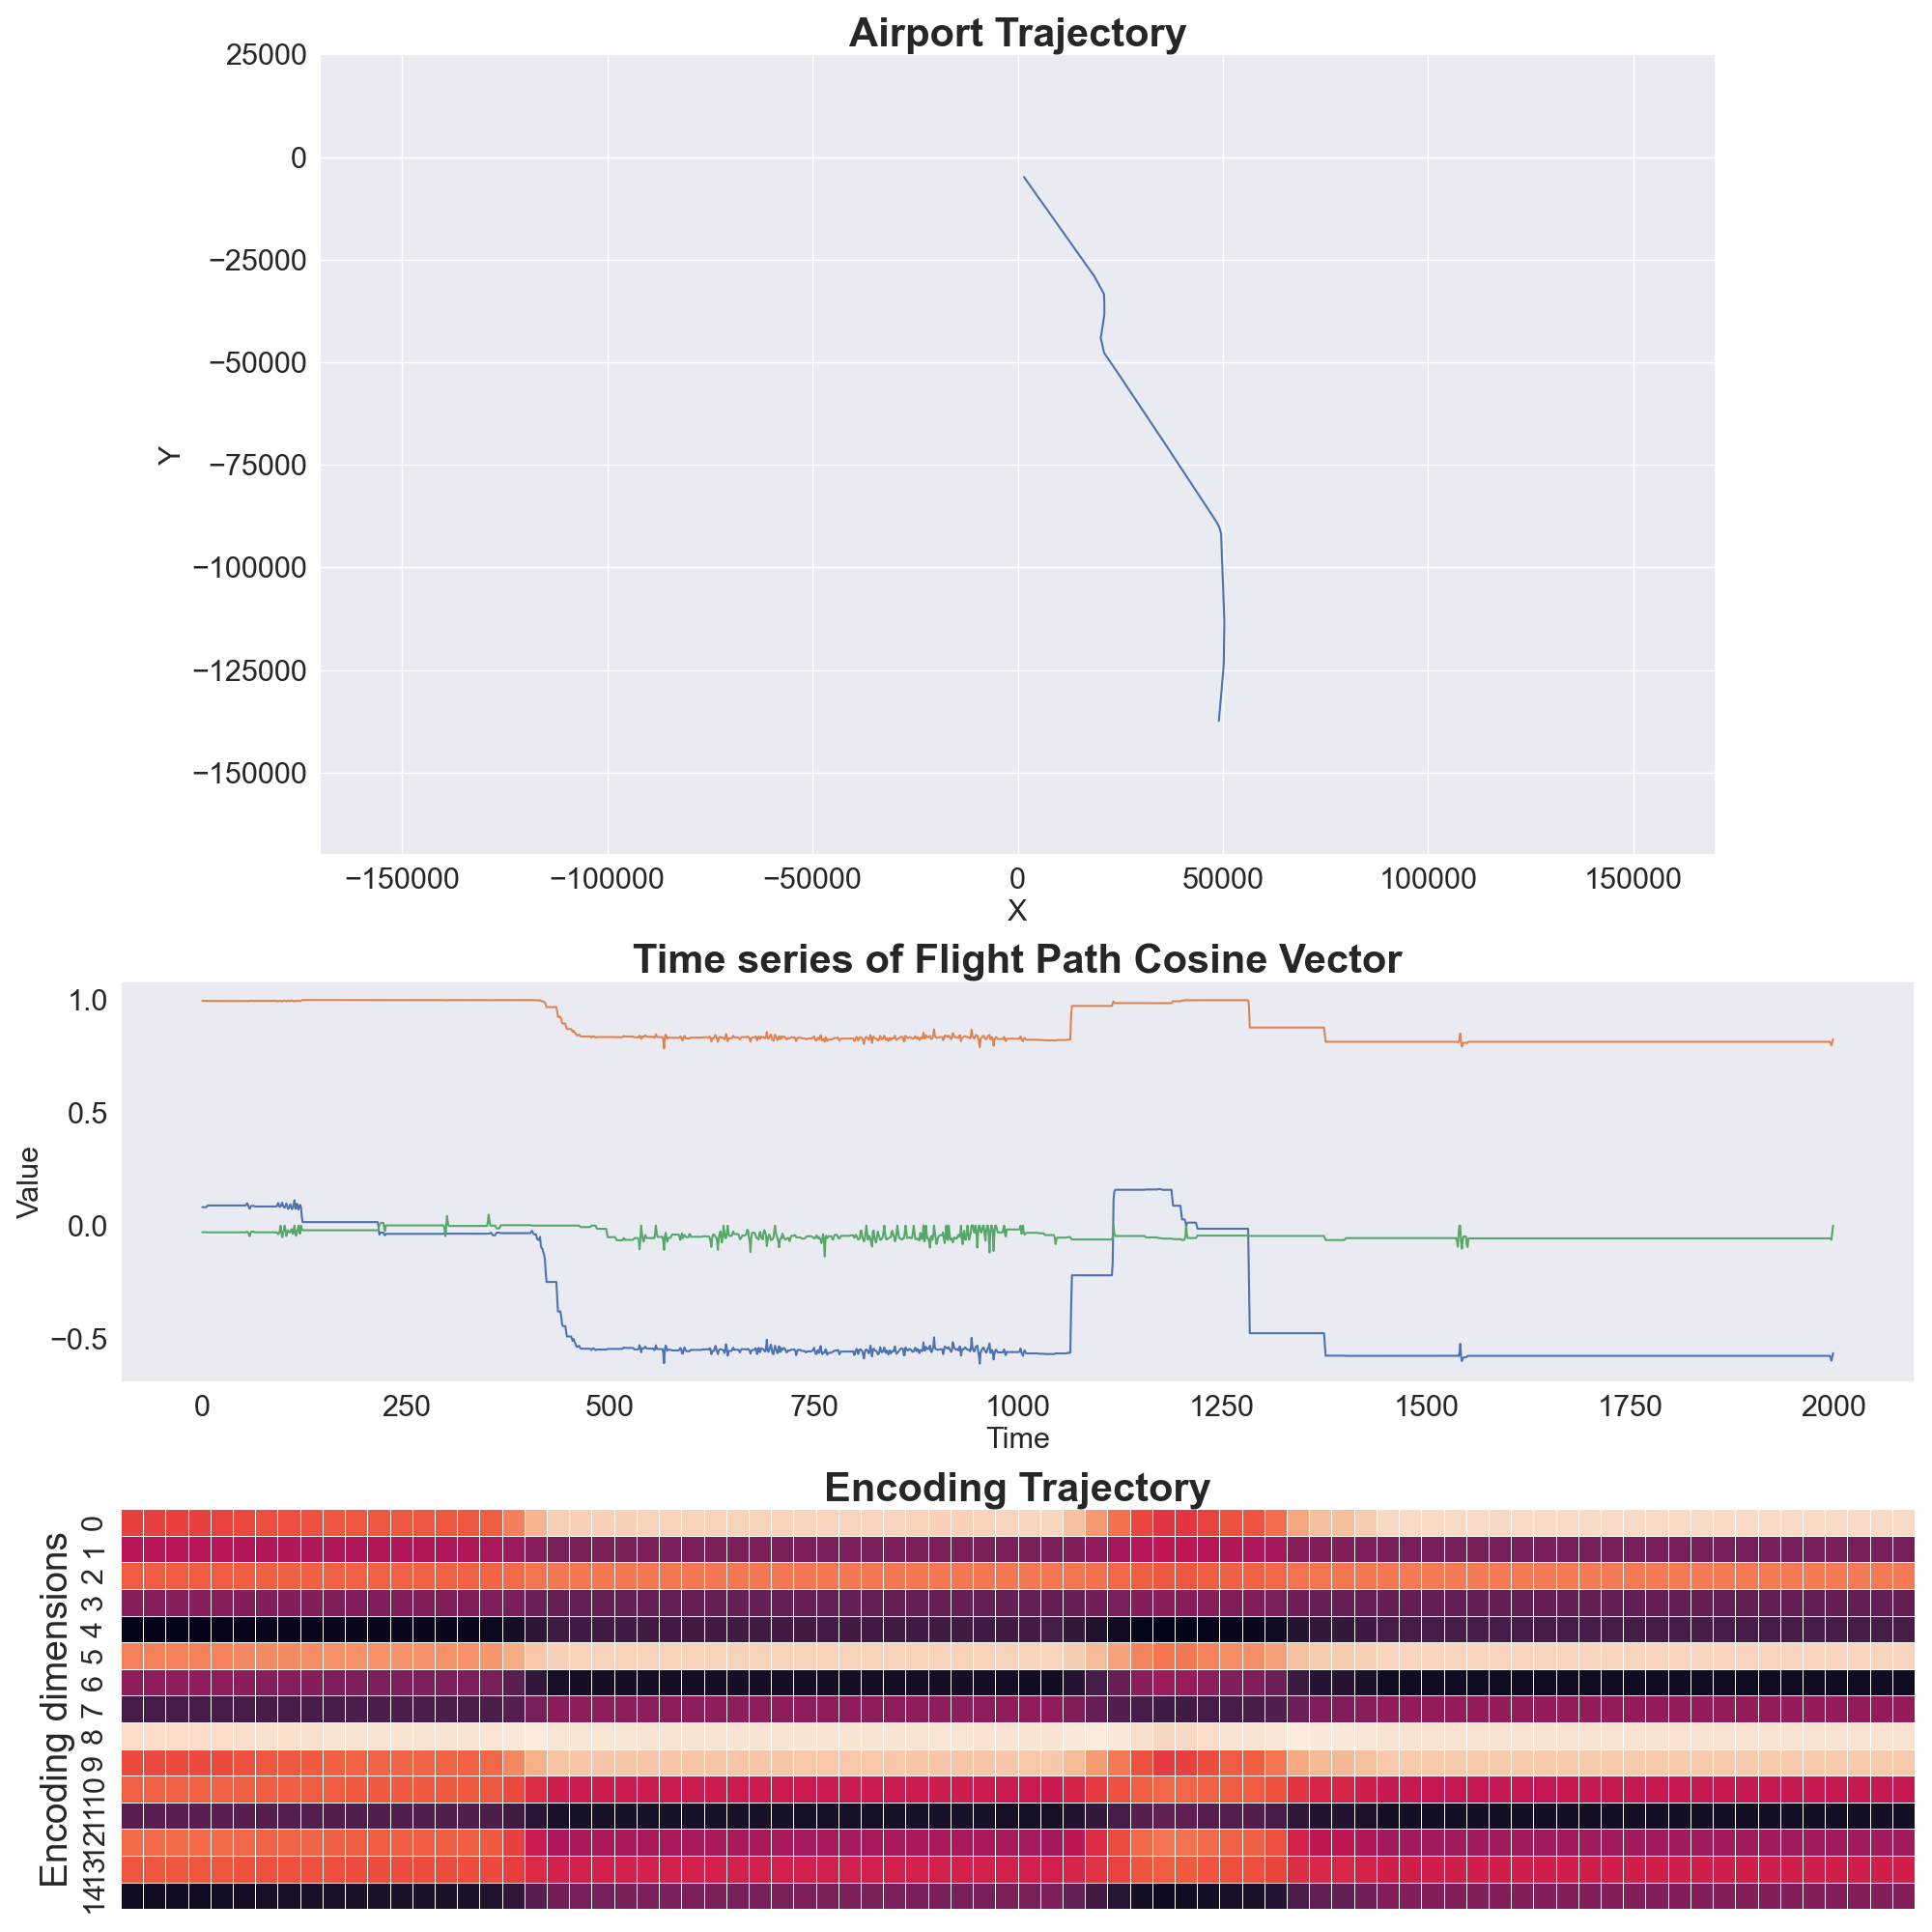 Airport Trajectory
25000
0
−25000
−50000
−75000
−100000
−125000
−150000
Y
−150000 −100000 −50000 0 50000 100000 150000
X
Time series of Flight Path Cosine Vector
1.0
0.5
0.0
−0.5
Value
0 250 500 750 1000 1250 1500 1750 2000
Time
Encoding Trajectory
Encoding dimensions
0
1
2
3
4
5
6
7
8
9
10
11
12
13
14